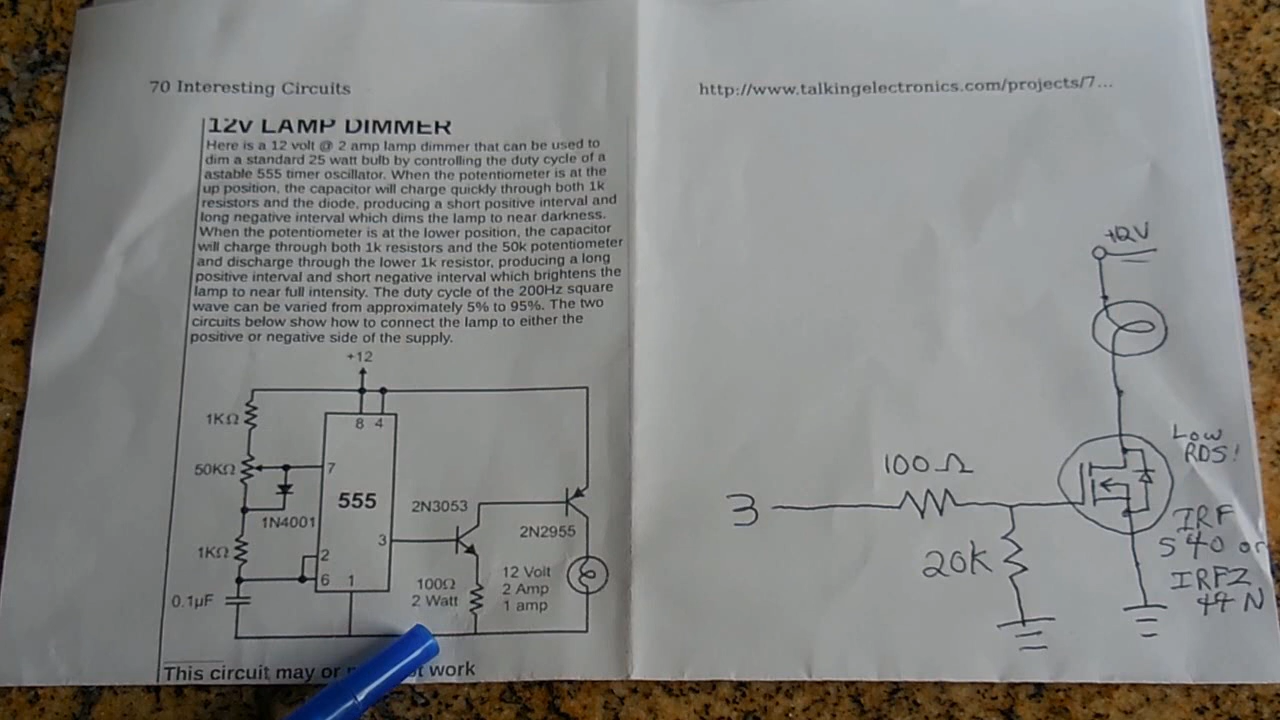 70 Interesting Circuits
http://www.talkingelectronics.com/projects/7...
12V LAMP DIMMER
Here is a 12 volt @ 2 amp lamp dimmer that can be used to
dim a standard 25 watt bulb by controlling the duty cycle of a
astable 555 timer oscillator. When the potentiometer is at the
up position, the capacitor will charge quickly through both 1k
resistors and the diode, producing a short positive interval and
long negative interval which dims the lamp to near darkness.
When the potentiometer is at the lower position, the capacitor
will charge through both 1k resistors and the 50k potentiometer
and discharge through the lower 1k resistor, producing a long
positive interval and short negative interval which brightens the
lamp to near full intensity. The duty cycle of the 200Hz square
wave can be varied from approximately 5% to 95%. The two
circuits below show how to connect the lamp to either the
positive or negative side of the supply.
+12
1KΩ
8 4
50KΩ
7
555
1N4001
2N3053
2N2955
3
1KΩ
2
6 1
0.1µF
100Ω
2 Watt
12 Volt
2 Amp
1 amp
This circuit may or t work
+12V
Low
RDS!
100Ω
3
20K
IRF
540 or
IRFZ
44N